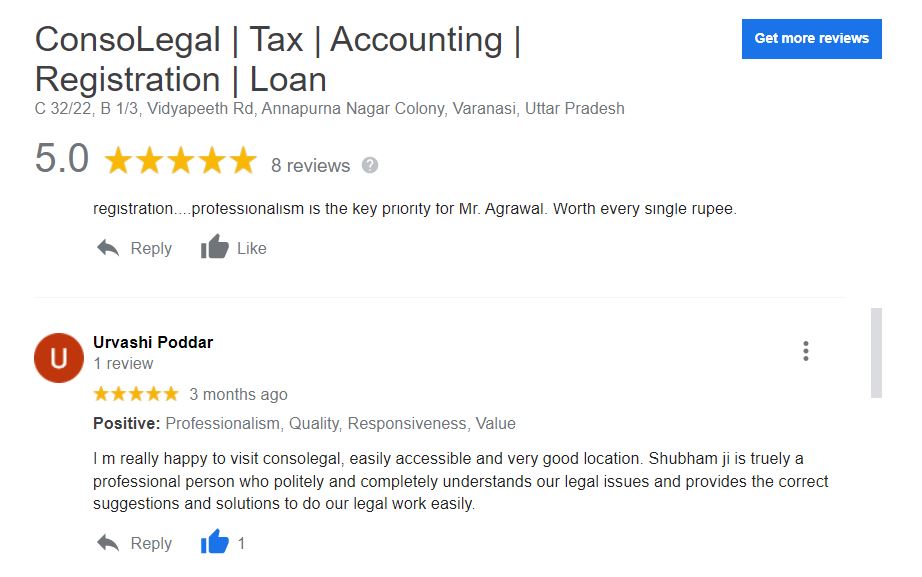 ConsoLegal | Tax | Accounting |
Registration | Loan
Get more reviews
C 32/22, B 1/3, Vidyapeeth Rd, Annapurna Nagar Colony, Varanasi, Uttar Pradesh
5.0 8 reviews ?
registration....professionalism is the key priority for Mr. Agrawal. Worth every single rupee.
Reply Like
U
Urvashi Poddar
1 review
3 months ago
Positive: Professionalism, Quality, Responsiveness, Value
I m really happy to visit consolegal, easily accessible and very good location. Shubham ji is truely a
professional person who politely and completely understands our legal issues and provides the correct
suggestions and solutions to do our legal work easily.
Reply 1